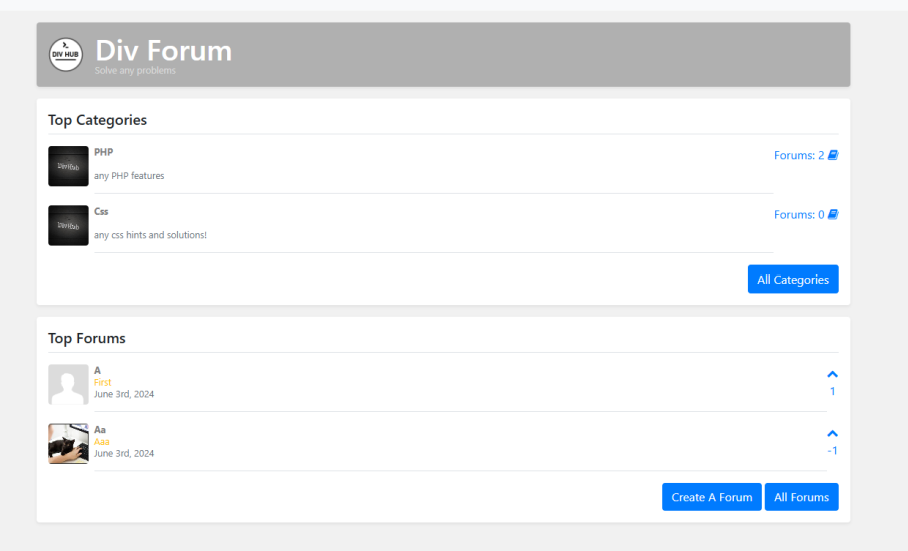 DIV HUB
Div Forum
Solve any problems
Top Categories
PHP
Forums: 2
any PHP features
Css
Forums: 0
any css hints and solutions!
All Categories
Top Forums
A
First
June 3rd, 2024
1
Aa
Aaa
June 3rd, 2024
-1
Create A Forum
All Forums